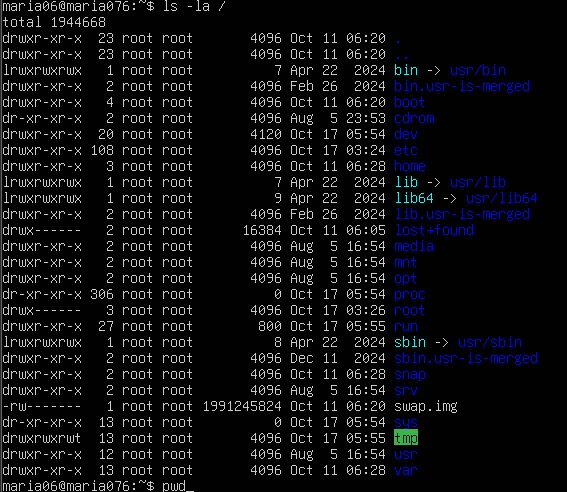 maria06@maria076:~$ ls -la /
total 1944668
drwxr-xr-x  23 root root       4096 Oct 11 06:20 .
drwxr-xr-x  23 root root       4096 Oct 11 06:20 ..
lrwxrwxrwx   1 root root          7 Apr 22  2024 bin -> usr/bin
drwxr-xr-x   2 root root       4096 Feb 26  2024 bin.usr-is-merged
drwxr-xr-x   4 root root       4096 Oct 11 06:20 boot
dr-xr-xr-x   2 root root       4096 Aug  5 23:53 cdrom
drwxr-xr-x  20 root root       4120 Oct 17 05:54 dev
drwxr-xr-x 108 root root       4096 Oct 17 03:24 etc
drwxr-xr-x   3 root root       4096 Oct 11 06:28 home
lrwxrwxrwx   1 root root          7 Apr 22  2024 lib -> usr/lib
lrwxrwxrwx   1 root root          9 Apr 22  2024 lib64 -> usr/lib64
drwxr-xr-x   2 root root       4096 Feb 26  2024 lib.usr-is-merged
drwx------   2 root root      16384 Oct 11 06:05 lost+found
drwxr-xr-x   2 root root       4096 Aug  5 16:54 media
drwxr-xr-x   2 root root       4096 Aug  5 16:54 mnt
drwxr-xr-x   2 root root       4096 Aug  5 16:54 opt
dr-xr-xr-x 306 root root          0 Oct 17 05:54 proc
drwx------   3 root root       4096 Oct 17 03:26 root
drwxr-xr-x  27 root root        800 Oct 17 05:55 run
lrwxrwxrwx   1 root root          8 Apr 22  2024 sbin -> usr/sbin
drwxr-xr-x   2 root root       4096 Dec 11  2024 sbin.usr-is-merged
drwxr-xr-x   2 root root       4096 Oct 11 06:28 snap
drwxr-xr-x   2 root root       4096 Aug  5 16:54 srv
-rw-------   1 root root 1991245824 Oct 11 06:20 swap.img
dr-xr-xr-x  13 root root          0 Oct 17 05:54 sys
drwxrwxrwt  13 root root       4096 Oct 17 05:55 tmp
drwxr-xr-x  12 root root       4096 Aug  5 16:54 usr
drwxr-xr-x  13 root root       4096 Oct 11 06:28 var
maria06@maria076:~$ pwd_